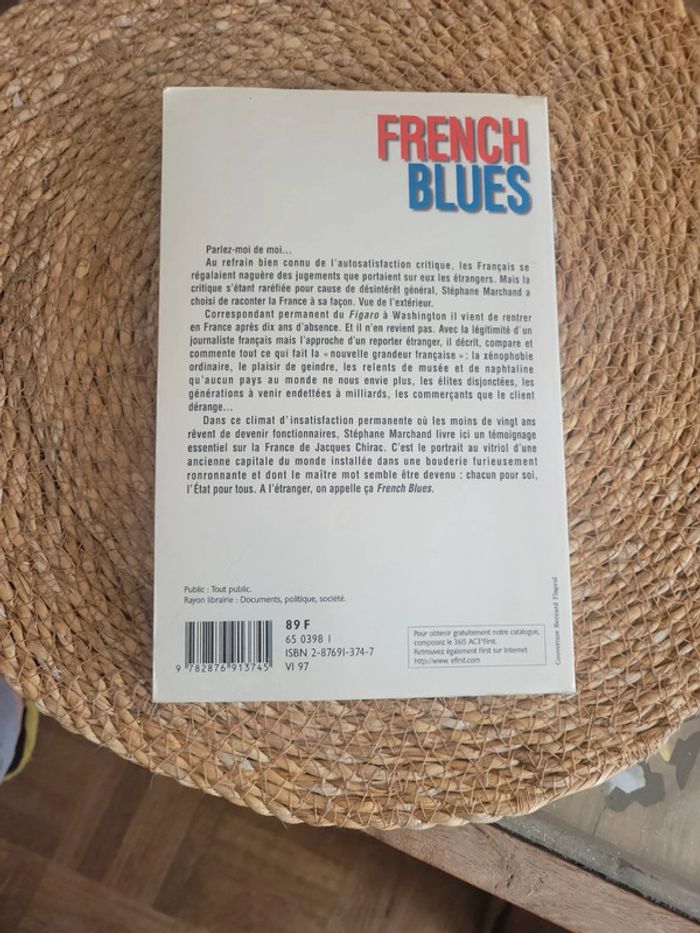 FRENCH
BLUES
Parlez-moi de moi...
Au refrain bien connu de l'autosatisfaction critique, les Français se
régalaient naguère des jugements que portaient sur eux les étrangers. Mais la
critique s'étant raréfiée pour cause de désintérêt général, Stéphane Marchand a
choisi de raconter la France à sa façon. Vue de l'extérieur.
Correspondant permanent du Figaro à Washington il vient de rentrer
en France après dix ans d'absence. Et il n'en revient pas. Avec la légitimité d'un
journaliste français mais l'approche d'un reporter étranger, il décrit, compare et
commente tout ce qui fait la « nouvelle grandeur française » : la xénophobie
ordinaire, le plaisir de geindre, les relents de musée et de naphtaline
qu'aucun pays au monde ne nous envie plus, les élites disjonctées, les
générations à venir endettées à milliards, les commerçants que le client
dérange...
Dans ce climat d'insatisfaction permanente où les moins de vingt ans
rêvent de devenir fonctionnaires, Stéphane Marchand livre ici un témoignage
essentiel sur la France de Jacques Chirac. C'est le portrait au vitriol d'une
ancienne capitale du monde installée dans une bouderie furieusement
ronronnante et dont le maître mot semble être devenu : chacun pour soi,
l'État pour tous. A l'étranger, on appelle ça French Blues.
Public : Tout public.
Rayon librairie : Documents, politique, société.
89 F
65 0398 1
ISBN 2-87691-374-7
VI 97
9 782876 913745
Pour obtenir gratuitement notre catalogue,
composez le 3615 AC3*First.
Retrouvez également First sur Internet
http://www. efirst.com
Couverture Bernard Flageul